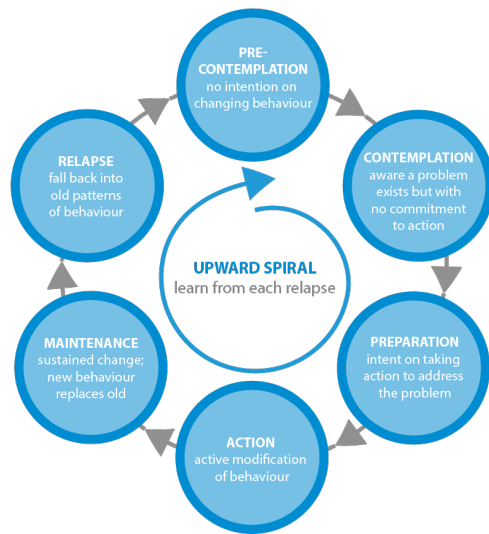 PRE-
CONTEMPLATION
no intention on
changing behaviour
CONTEMPLATION
aware a problem
exists but with
no commitment
to action
PREPARATION
intent on taking
action to address
the problem
ACTION
active modification
of behaviour
MAINTENANCE
sustained change;
new behaviour
replaces old
RELAPSE
fall back into
old patterns
of behaviour
UPWARD SPIRAL
learn from each relapse